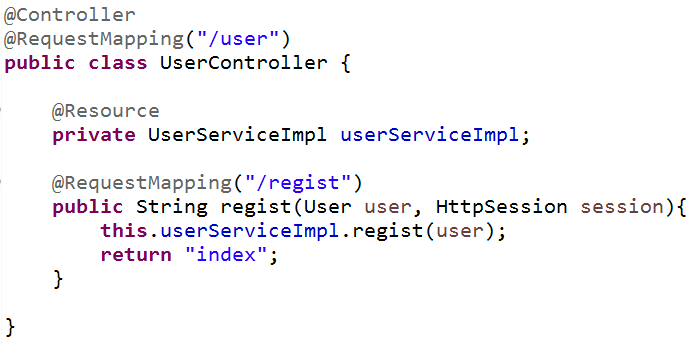 @Controller
@RequestMapping("/user")
public class UserController {
@Resource
private UserServiceImpl userServiceImpl;
@RequestMapping("/regist")
public String regist(User user, HttpSession session){
this.userServiceImpl.regist(user);
return "index";
}
}